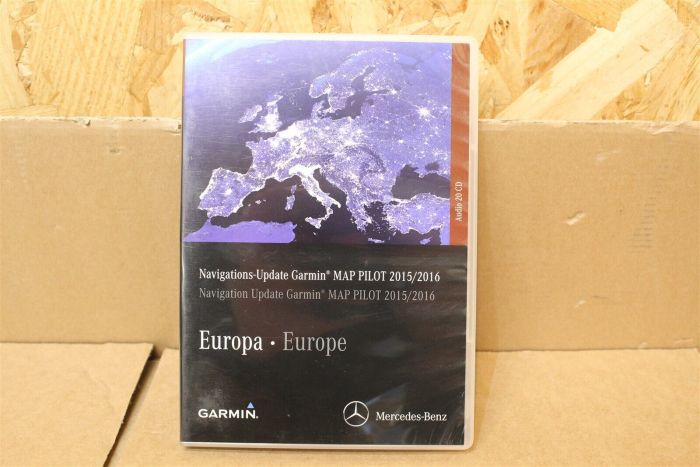 Audio 20 CD
Navigations-Update Garmin® MAP PILOT 2015/2016
Navigation Update Garmin® MAP PILOT 2015/2016
Europa · Europe
GARMIN.
Mercedes-Benz